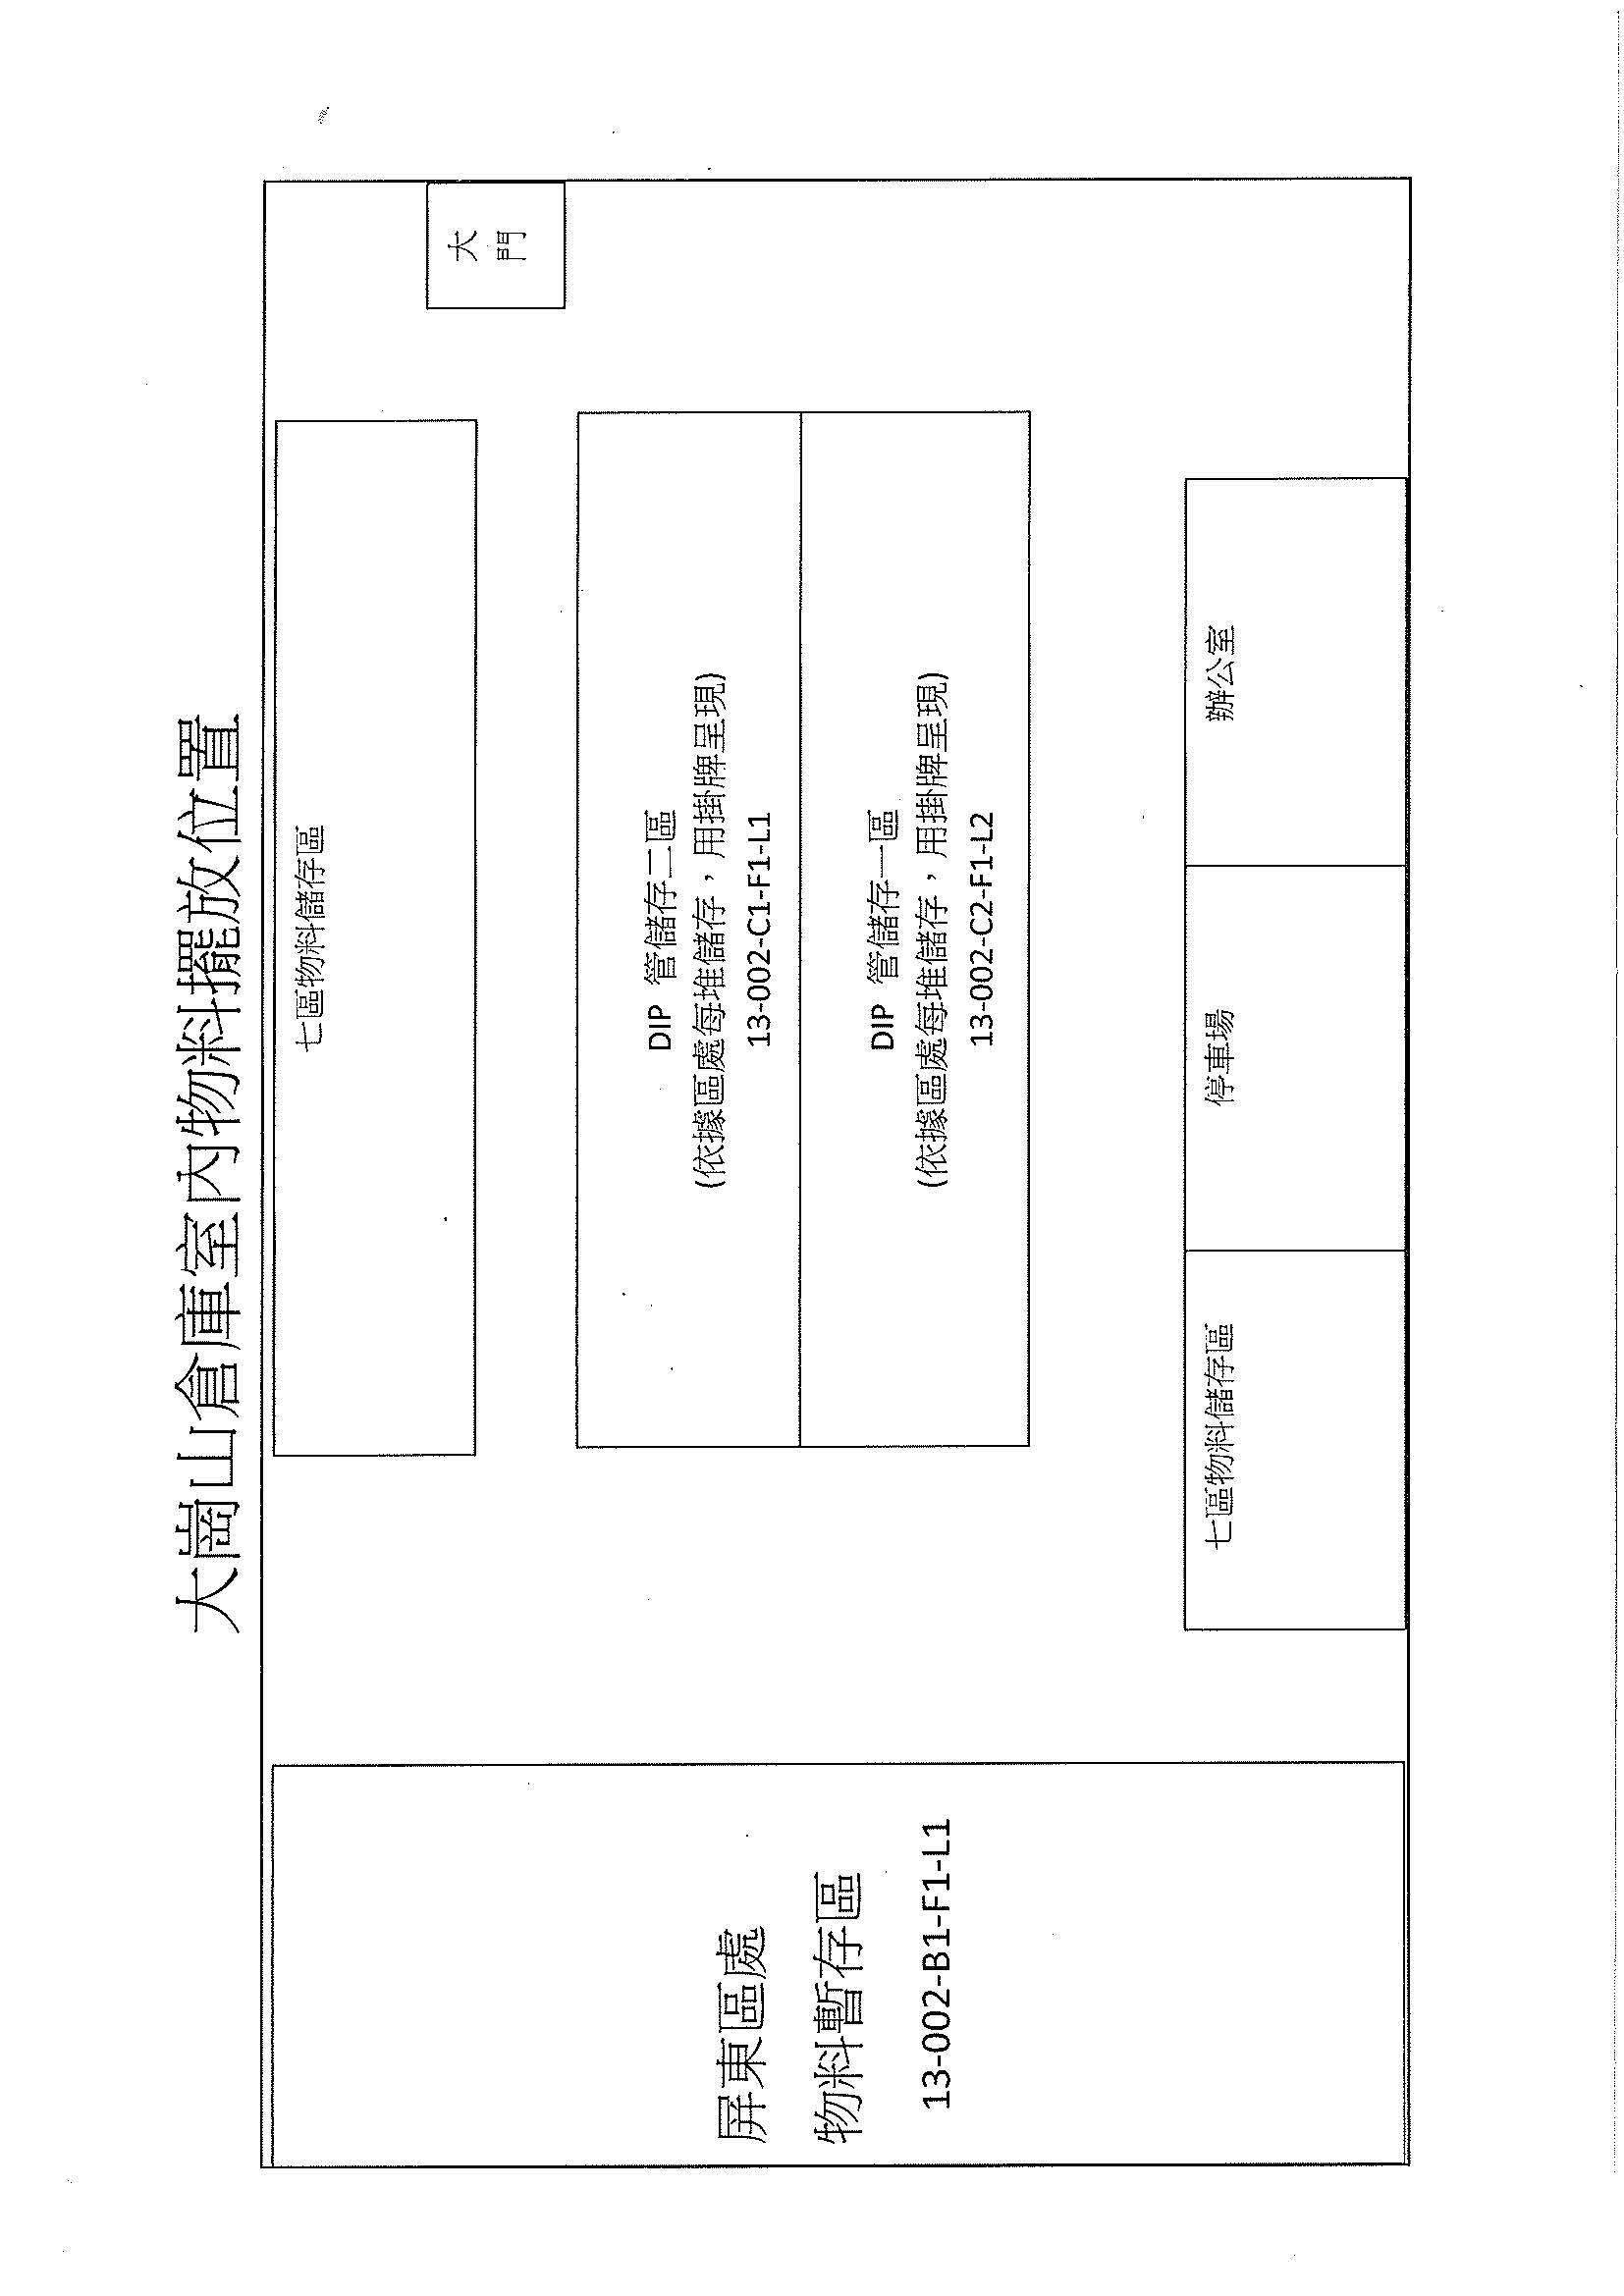 大崗山倉庫室內物料擺放位置
七區物料儲存區
大
門
DIP 管儲存二區
(依據區處每堆儲存，用掛牌呈現)
13-002-C1-F1-L1
屏東區處
物料暫存區
13-002-B1-F1-L1
DIP 管儲存一區
(依據區處每堆儲存，用掛牌呈現)
13-002-C2-F1-L2
七區物料儲存區
停車場
辦公室